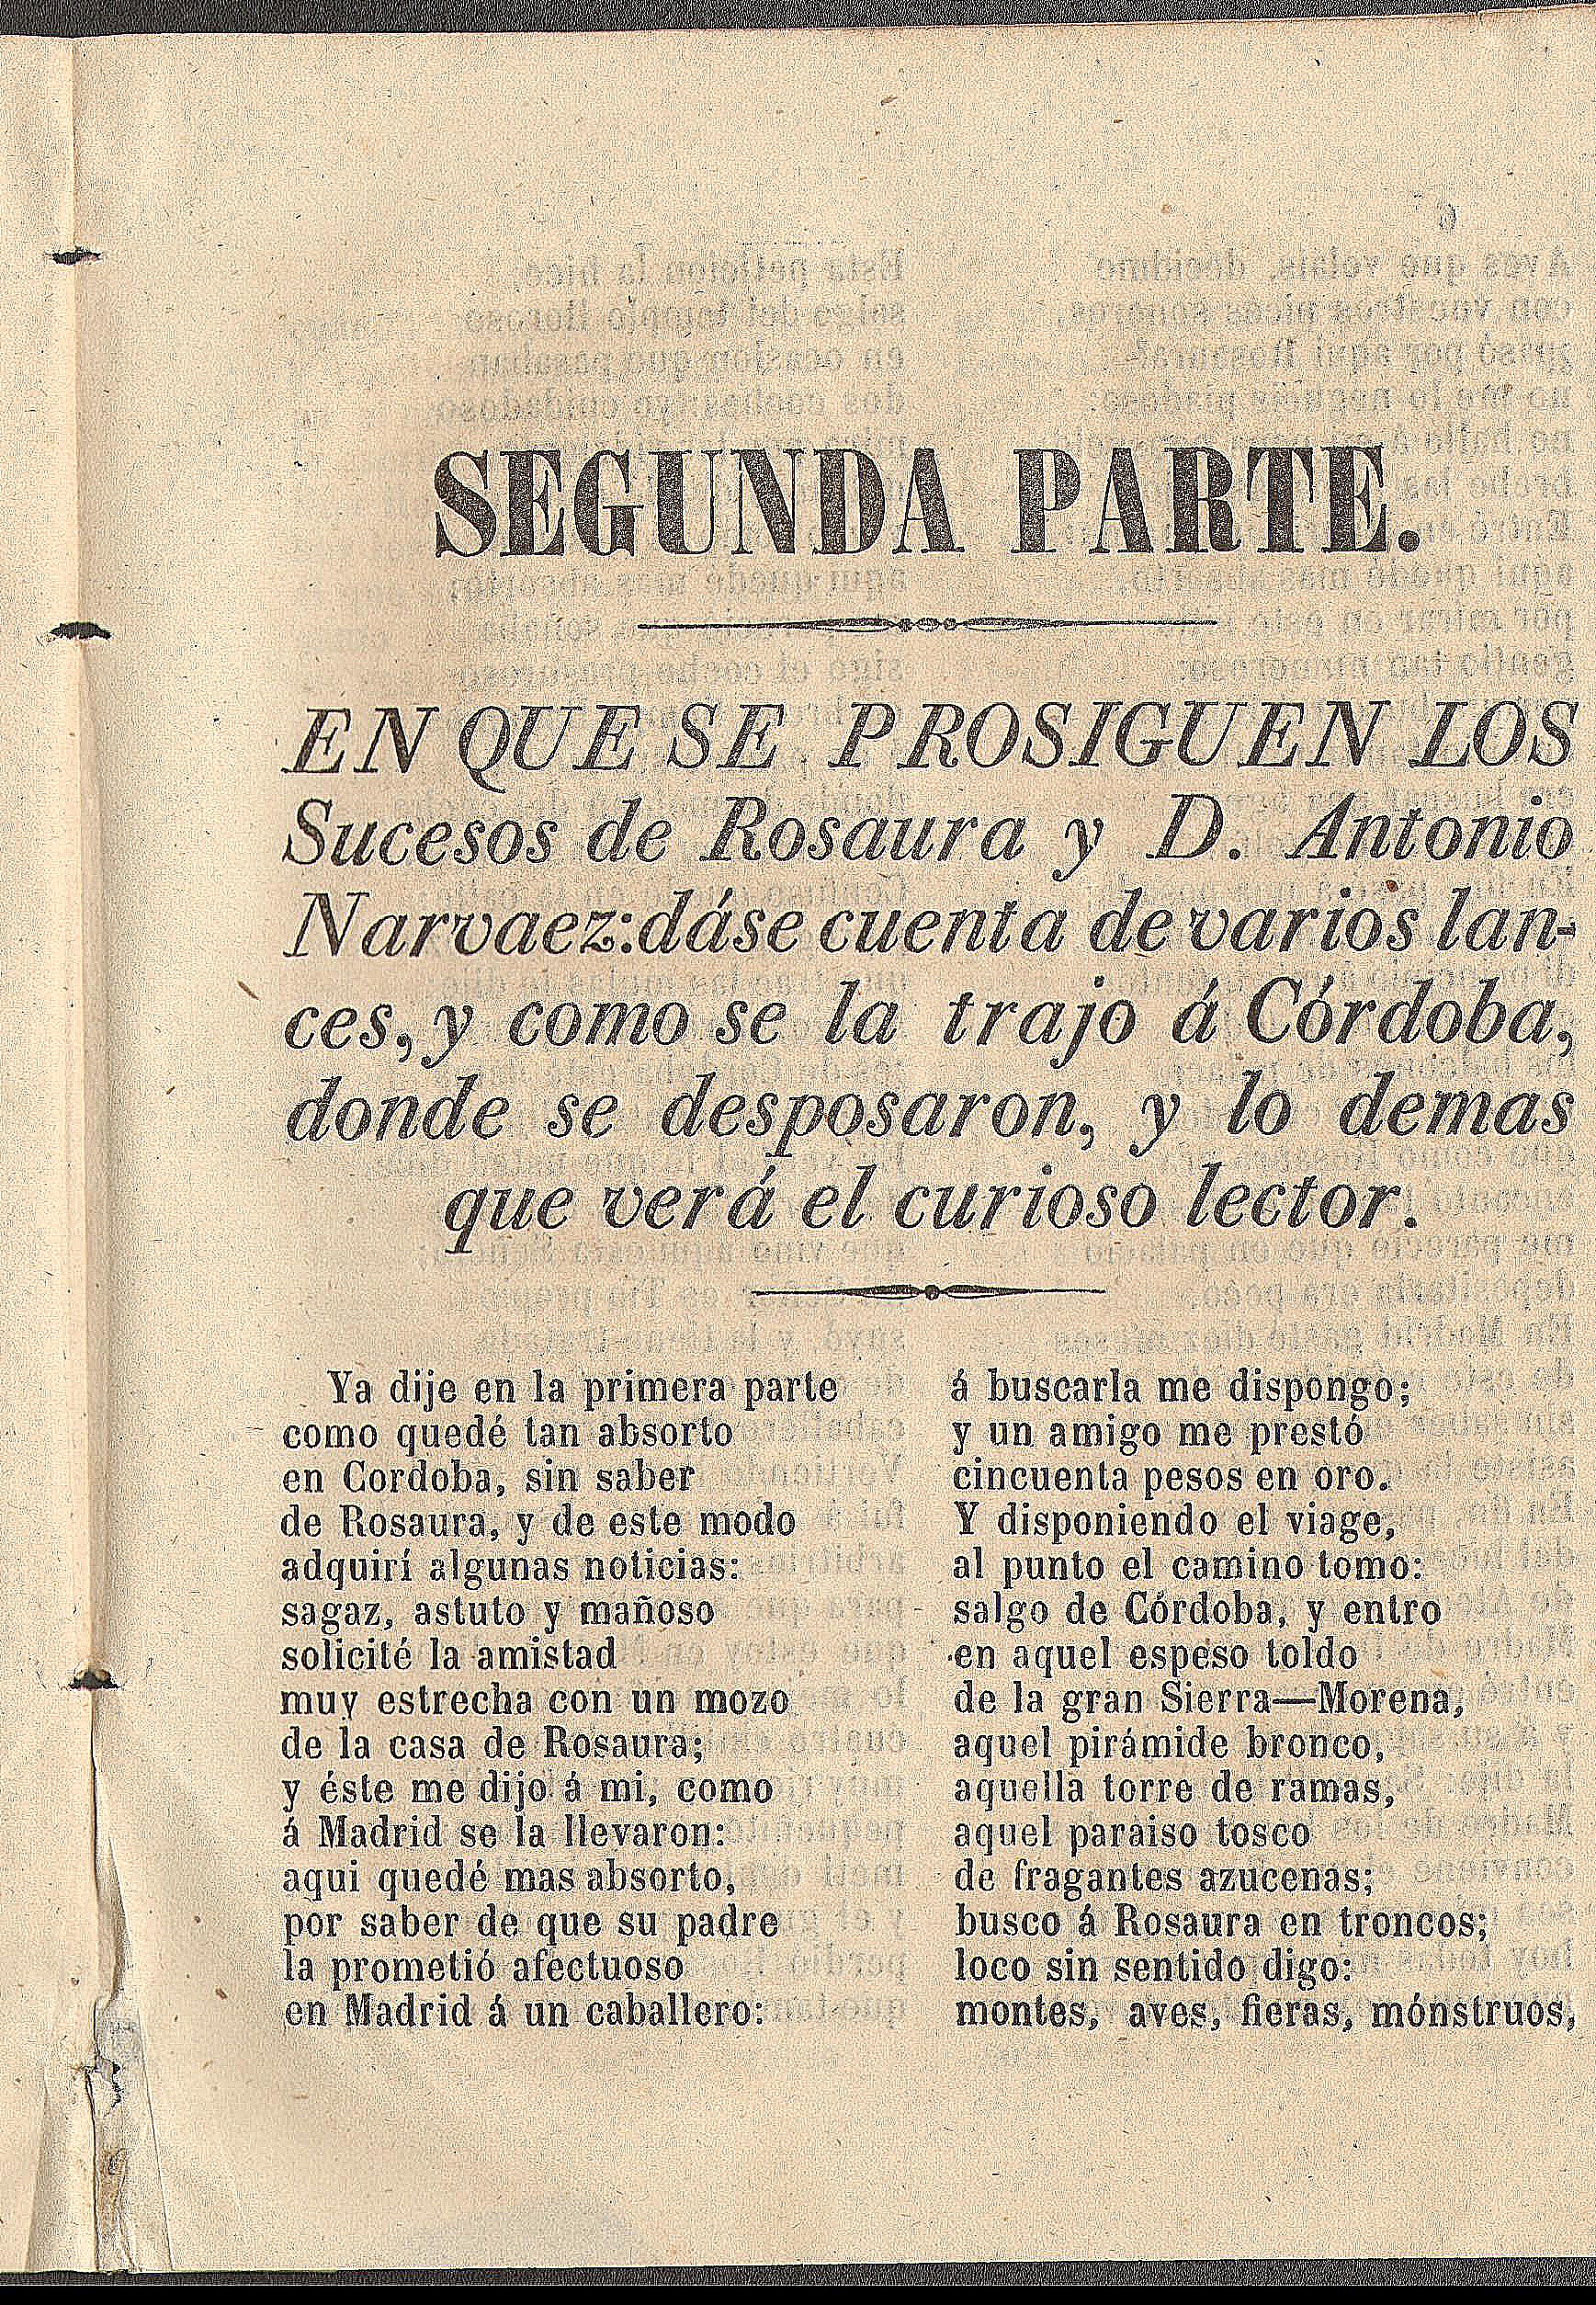 SEGUNDA PARTE.
EN QUE SE PROSIGUEN LOS
Sucesos de Rosaura y D. Antonio
Narvaez: dáse cuenta de varios lan-
ces, y como se la trajo á Córdoba,
donde se desposaron, y lo demas
que verá el curioso lector.
Ya dije en la primera parte
como quedé tan absorto
en Cordoba, sin saber
de Rosaura, y de este modo
adquirí algunas noticias:
sagaz, astuto y mañoso
solicité la amistad
muy estrecha con un mozo
de la casa de Rosaura;
y éste me dijo á mi, como
á Madrid se la llevaron:
aqui quedé mas absorto,
por saber de que su padre
la prometió afectuoso
en Madrid á un caballero:
á buscarla me dispongo;
y un amigo me prestó
cincuenta pesos en oro.
Y disponiendo el viage,
al punto el camino tomo:
salgo de Córdoba, y entro
en aquel espeso toldo
de la gran Sierra—Morena,
aquel pirámide bronco,
aquella torre de ramas,
aquel paraiso tosco
de fragantes azucenas;
busco á Rosaura en troncos;
loco sin sentido digo:
montes, aves, fieras, mónstruos,